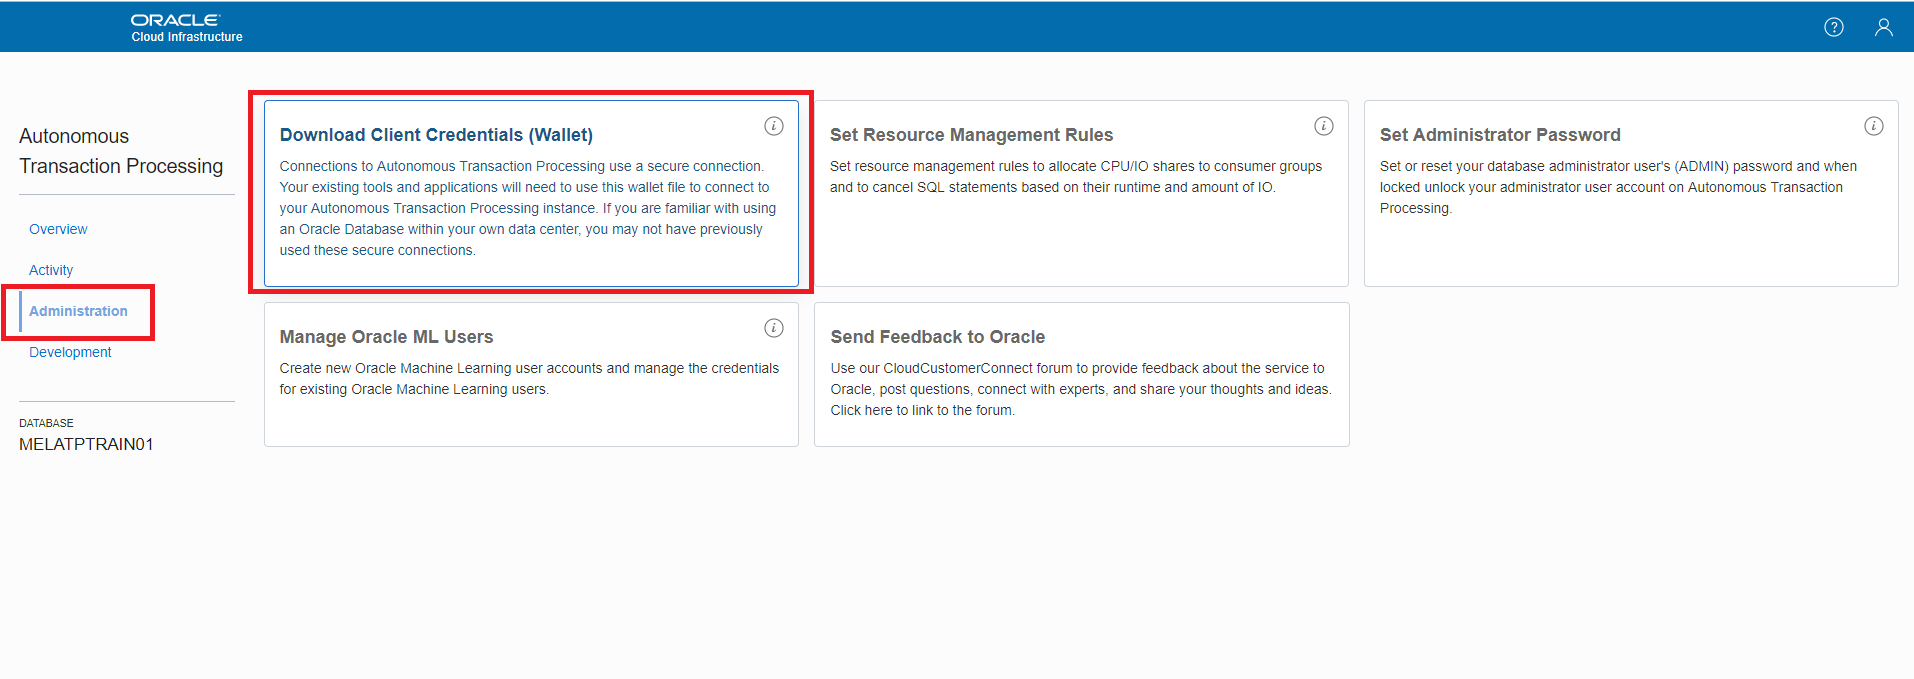 ORACLE
Cloud Infrastructure
Autonomous
Transaction Processing
Overview
Activity
Administration
Development
DATABASE
MELATPTRAIN01
Download Client Credentials (Wallet)
Connections to Autonomous Transaction Processing use a secure connection.
Your existing tools and applications will need to use this wallet file to connect to
your Autonomous Transaction Processing instance. If you are familiar with using
an Oracle Database within your own data center, you may not have previously
used these secure connections.
Set Resource Management Rules
Set resource management rules to allocate CPU/IO shares to consumer groups
and to cancel SQL statements based on their runtime and amount of IO.
Set Administrator Password
Set or reset your database administrator user's (ADMIN) password and when
locked unlock your administrator user account on Autonomous Transaction
Processing.
Manage Oracle ML Users
Create new Oracle Machine Learning user accounts and manage the credentials
for existing Oracle Machine Learning users.
Send Feedback to Oracle
Use our CloudCustomerConnect forum to provide feedback about the service to
Oracle, post questions, connect with experts, and share your thoughts and ideas.
Click here to link to the forum.